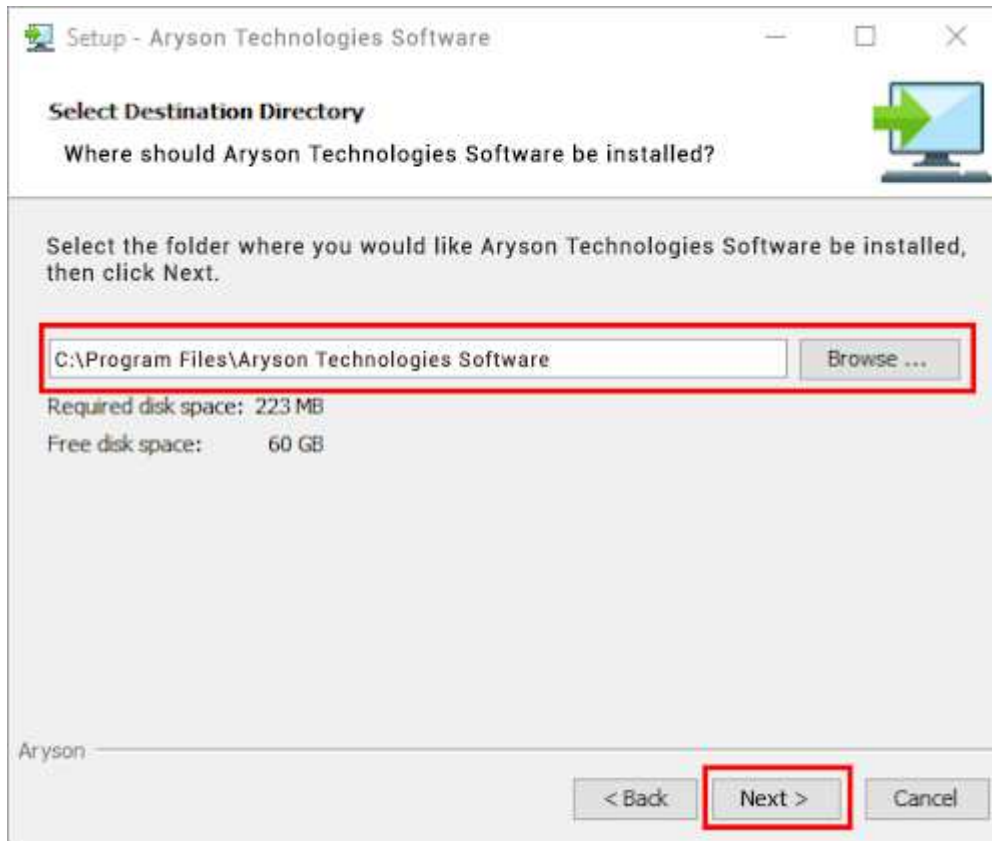 Setup - Aryson Technologies Software
Select Destination Directory
Where should Aryson Technologies Software be installed?
Select the folder where you would like Aryson Technologies Software be installed,
then click Next.
C:\Program Files\Aryson Technologies Software
Browse ...
Required disk space: 223 MB
Free disk space: 60 GB
Aryson
< Back Next > Cancel